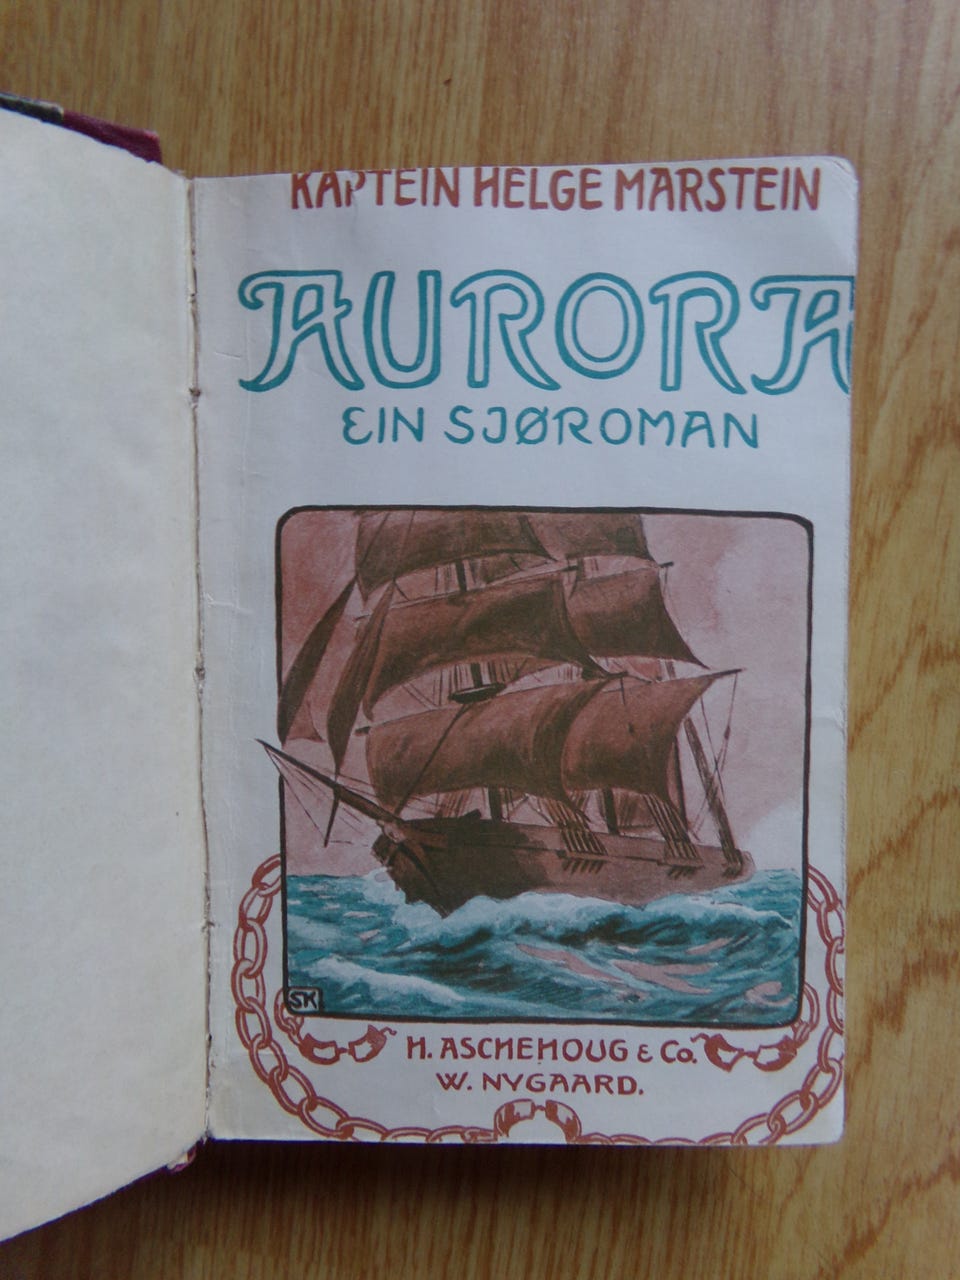 KAPTEIN HELGE MARSTEIN
AURORA
EIN SJØROMAN
SK
H. ASCHEHOUG & Co.
W. NYGAARD.